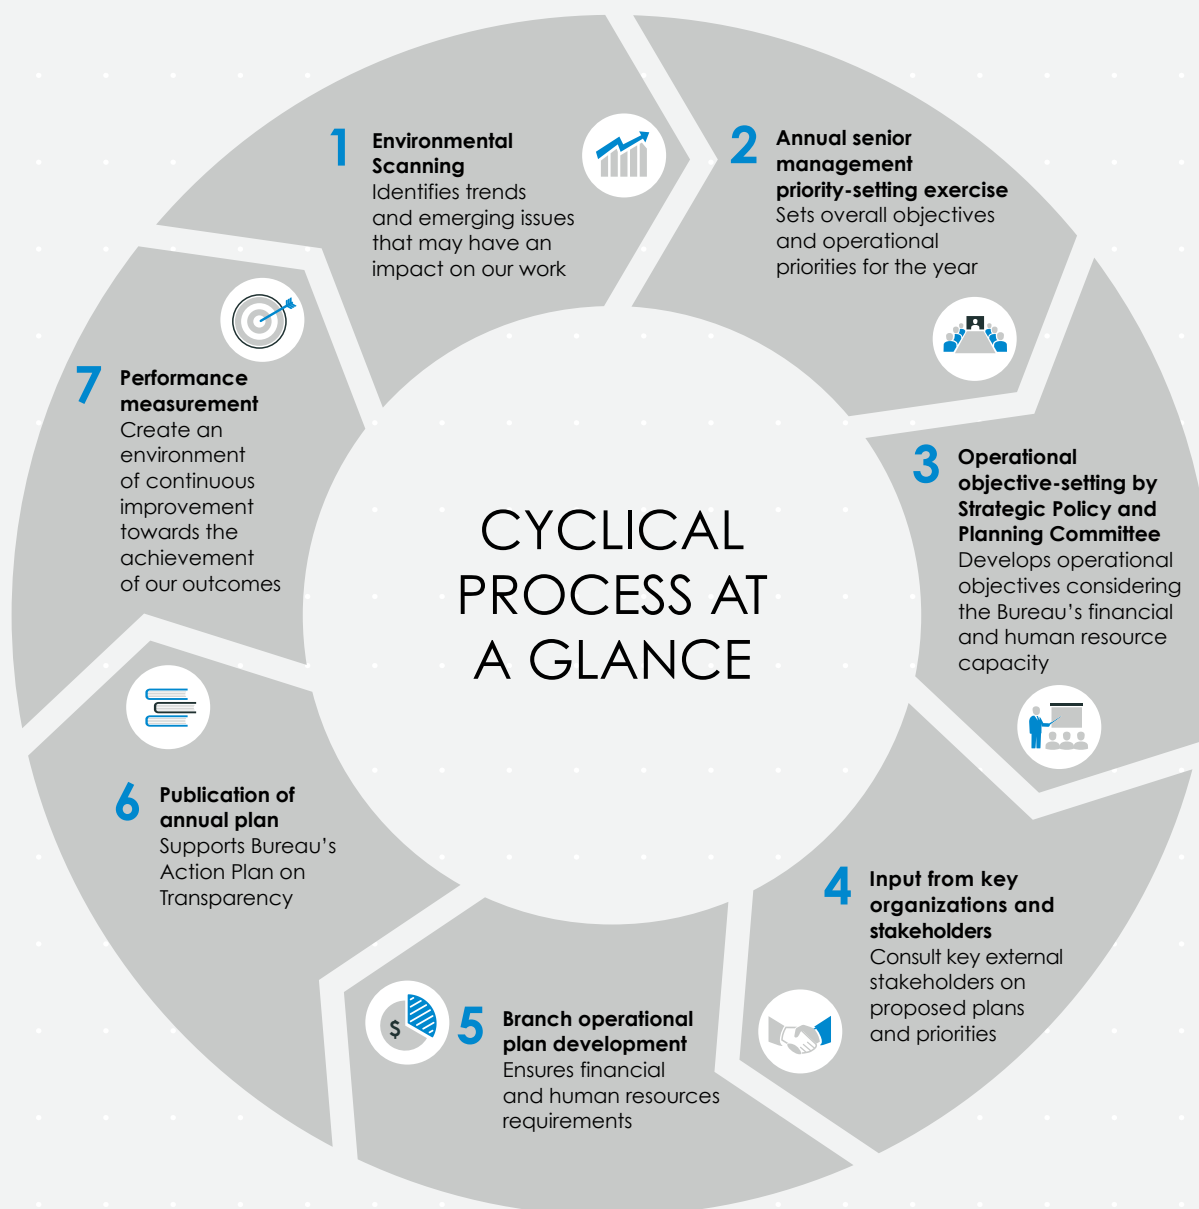 1
Environmental
Scanning
Identifies trends
and emerging issues
that may have an
impact on our work
2
Annual senior
management
priority-setting exercise
Sets overall objectives
and operational
priorities for the year
3
Operational
objective-setting by
Strategic Policy and
Planning Committee
Develops operational
objectives considering
the Bureau’s financial
and human resource
capacity
4
Input from key
organizations and
stakeholders
Consult key external
stakeholders on
proposed plans
and priorities
5
Branch operational
plan development
Ensures financial
and human resources
requirements
$
6
Publication of
annual plan
Supports Bureau’s
Action Plan on
Transparency
7
Performance
measurement
Create an
environment
of continuous
improvement
towards the
achievement
of our outcomes
CYCLICAL
PROCESS AT
A GLANCE